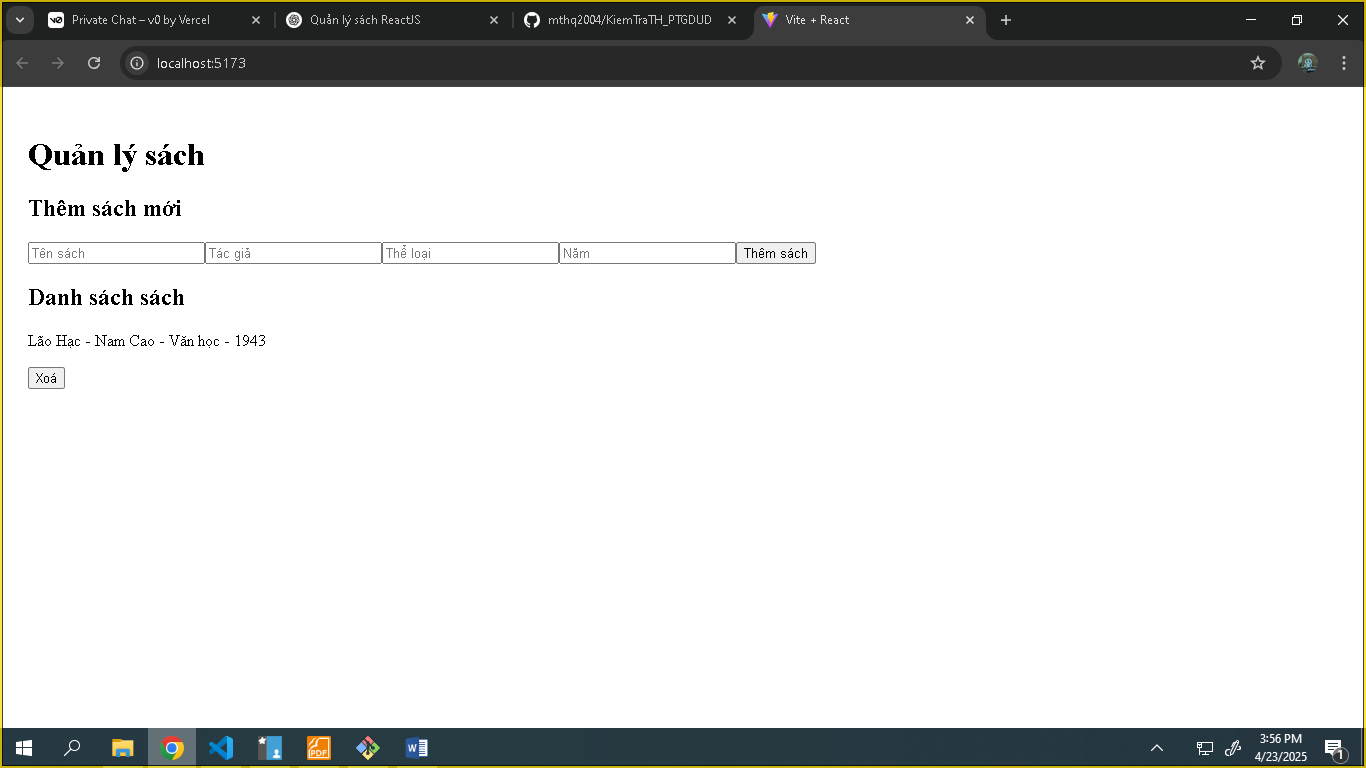 Private Chat – v0 by Vercel
Quản lý sách ReactJS
mthq2004/KiemTraTH_PTGDUD
Vite + React
localhost:5173
Quản lý sách
Thêm sách mới
Tên sách Tác giả Thể loại Năm Thêm sách
Danh sách sách
Lão Hạc - Nam Cao - Văn học - 1943
Xoá
PDF
3:56 PM
4/23/2025
1